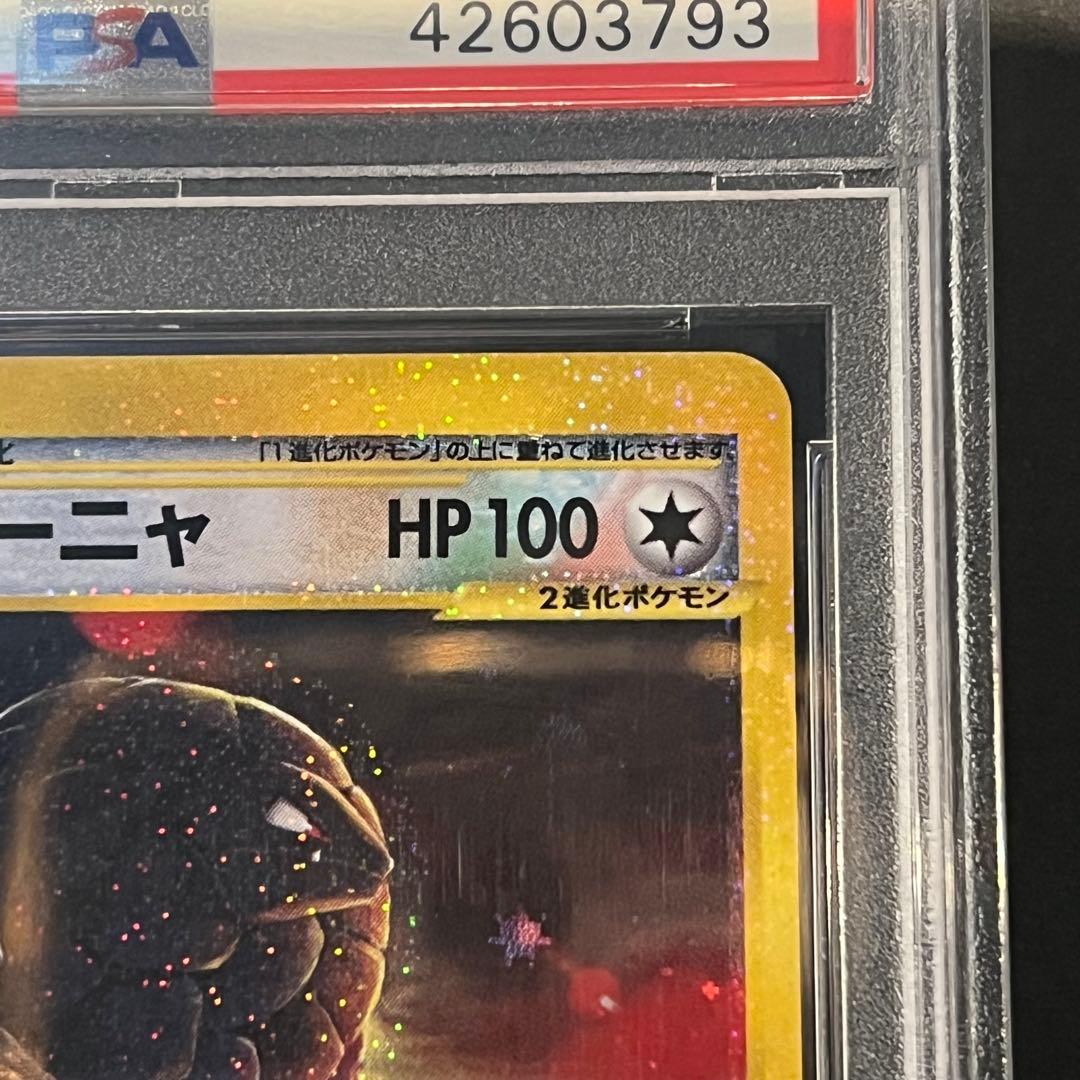 PSA
42603793
化
「1進化ポケモン」の上に重ねて進化させます。
ーニャ HP 100
2進化ポケモン